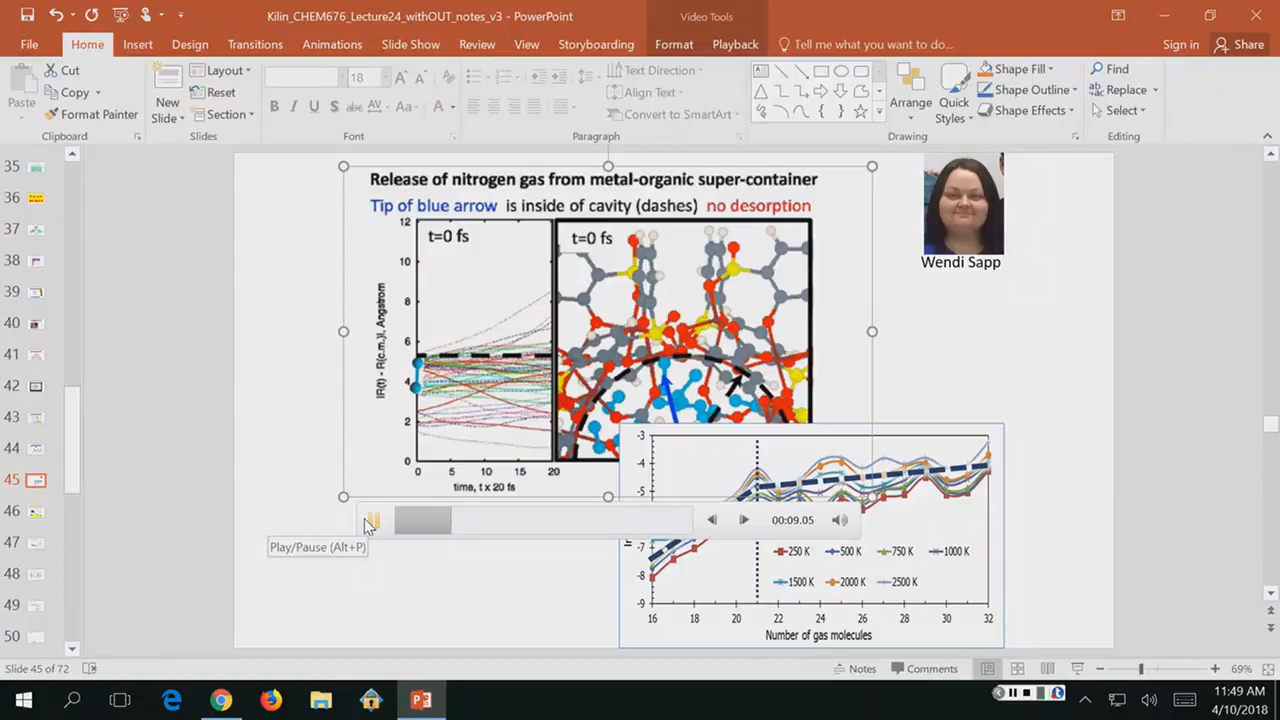 Kilin_CHEM676_Lecture24_withOUT_notes_v3 - PowerPoint
Video Tools
File
Home
Insert
Design
Transitions
Animations
Slide Show
Review
View
Storyboarding
Format
Playback
Tell me what you want to do...
Sign in
Share
Paste
Cut
Copy
Format Painter
Clipboard
New
Slide
Layout
Reset
Section
Slides
18
B I U S abc AV Aa A
Font
Text Direction
Align Text
Convert to SmartArt
Paragraph
Arrange
Quick
Styles
Shape Fill
Shape Outline
Shape Effects
Drawing
Find
Replace
Select
Editing
35
36
37
38
39
40
41
42
43
44
45
46
47
48
49
50
Release of nitrogen gas from metal-organic super-container
Tip of blue arrow is inside of cavity (dashes) no desorption
t=0 fs
t=0 fs
12
10
8
6
4
2
0
|R(t) - R(c.m.)|, Angstrom
0 5 10 15 20
time, t x 20 fs
Wendi Sapp
-3
-4
-5
-7
-8
-9
250 K 500 K 750 K 1000 K
1500 K 2000 K 2500 K
16 18 20 22 24 26 28 30 32
Number of gas molecules
00:09.05
Play/Pause (Alt+P)
Slide 45 of 72
Notes
Comments
69%
11:49 AM
4/10/2018